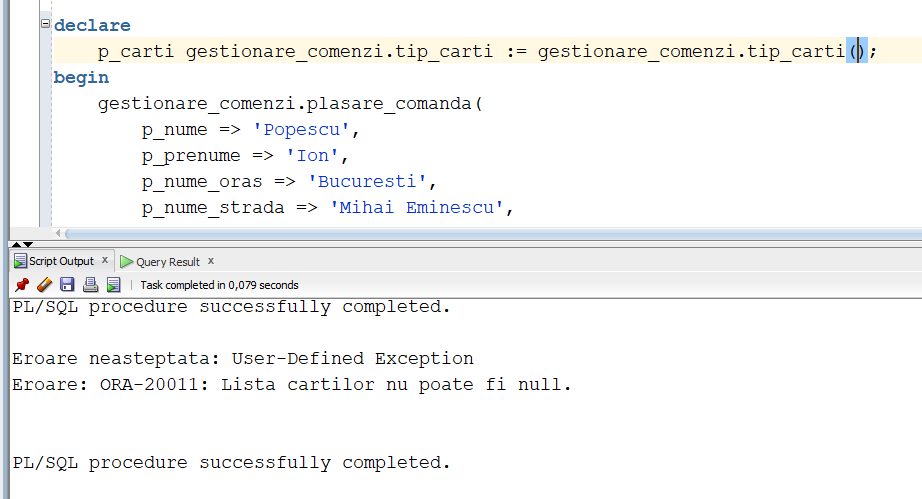 declare
p_carti gestionare_comenzi.tip_carti := gestionare_comenzi.tip_carti();
begin
gestionare_comenzi.plasare_comanda(
p_nume => 'Popescu',
p_prenume => 'Ion',
p_nume_oras => 'Bucuresti',
p_nume_strada => 'Mihai Eminescu',
Script Output x Query Result x
Task completed in 0,079 seconds
PL/SQL procedure successfully completed.
Eroare neasteptata: User-Defined Exception
Eroare: ORA-20011: Lista cartilor nu poate fi null.
PL/SQL procedure successfully completed.